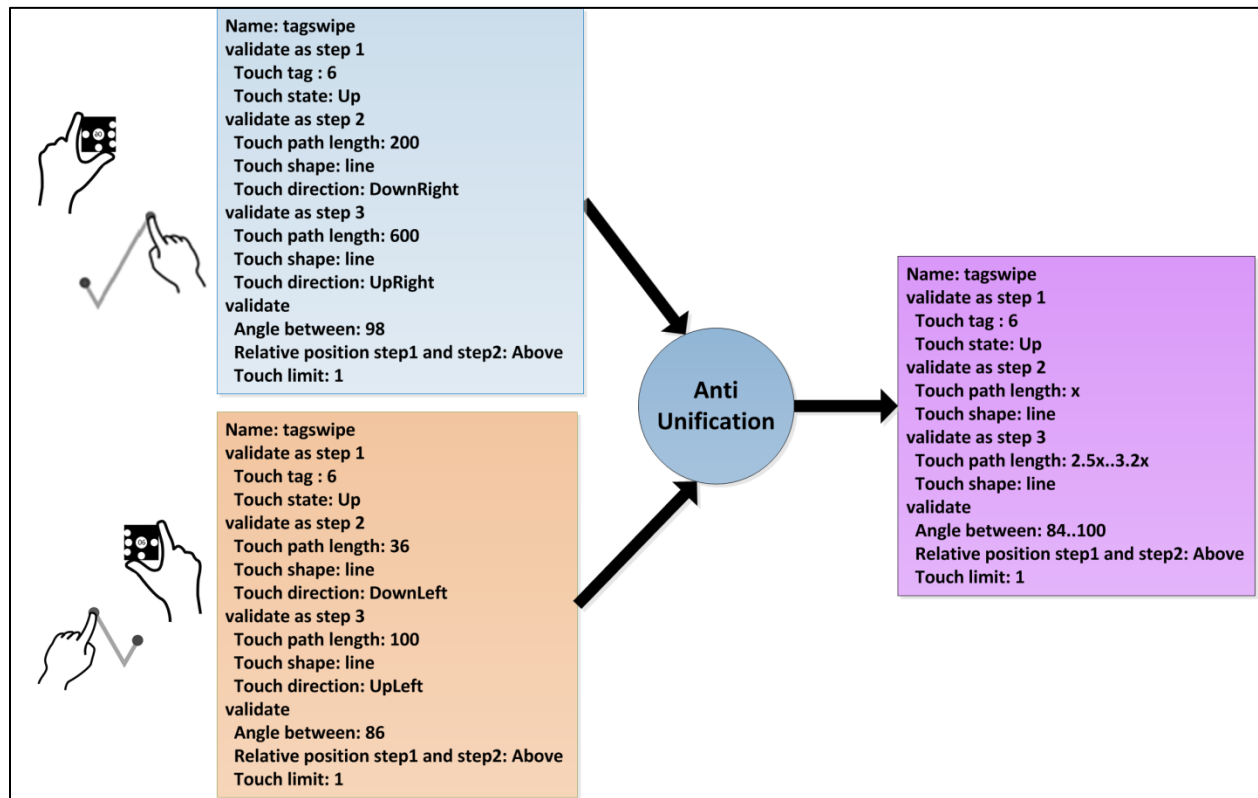 Name: tagswipe
validate as step 1
Touch tag : 6
Touch state: Up
validate as step 2
Touch path length: 200
Touch shape: line
Touch direction: DownRight
validate as step 3
Touch path length: 600
Touch shape: line
Touch direction: UpRight
validate
Angle between: 98
Relative position step1 and step2: Above
Touch limit: 1
Name: tagswipe
validate as step 1
Touch tag : 6
Touch state: Up
validate as step 2
Touch path length: 36
Touch shape: line
Touch direction: DownLeft
validate as step 3
Touch path length: 100
Touch shape: line
Touch direction: UpLeft
validate
Angle between: 86
Relative position step1 and step2: Above
Touch limit: 1
Anti
Unification
Name: tagswipe
validate as step 1
Touch tag : 6
Touch state: Up
validate as step 2
Touch path length: x
Touch shape: line
validate as step 3
Touch path length: 2.5x..3.2x
Touch shape: line
validate
Angle between: 84..100
Relative position step1 and step2: Above
Touch limit: 1